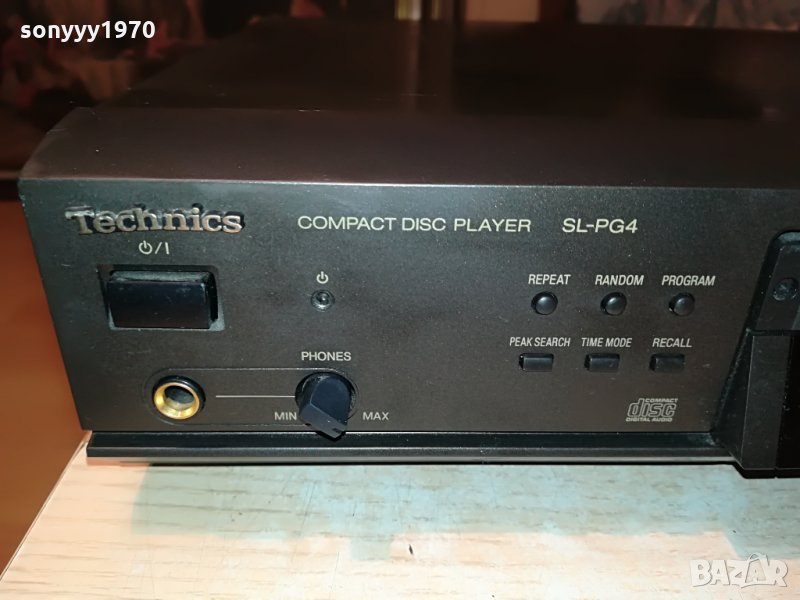 sonyyy1970
Technics
COMPACT DISC PLAYER SL-PG4
⏻/I
⏻
REPEAT RANDOM PROGRAM
PEAK SEARCH TIME MODE RECALL
PHONES
MIN MAX
COMPACT
disc
DIGITAL AUDIO
BAZAR